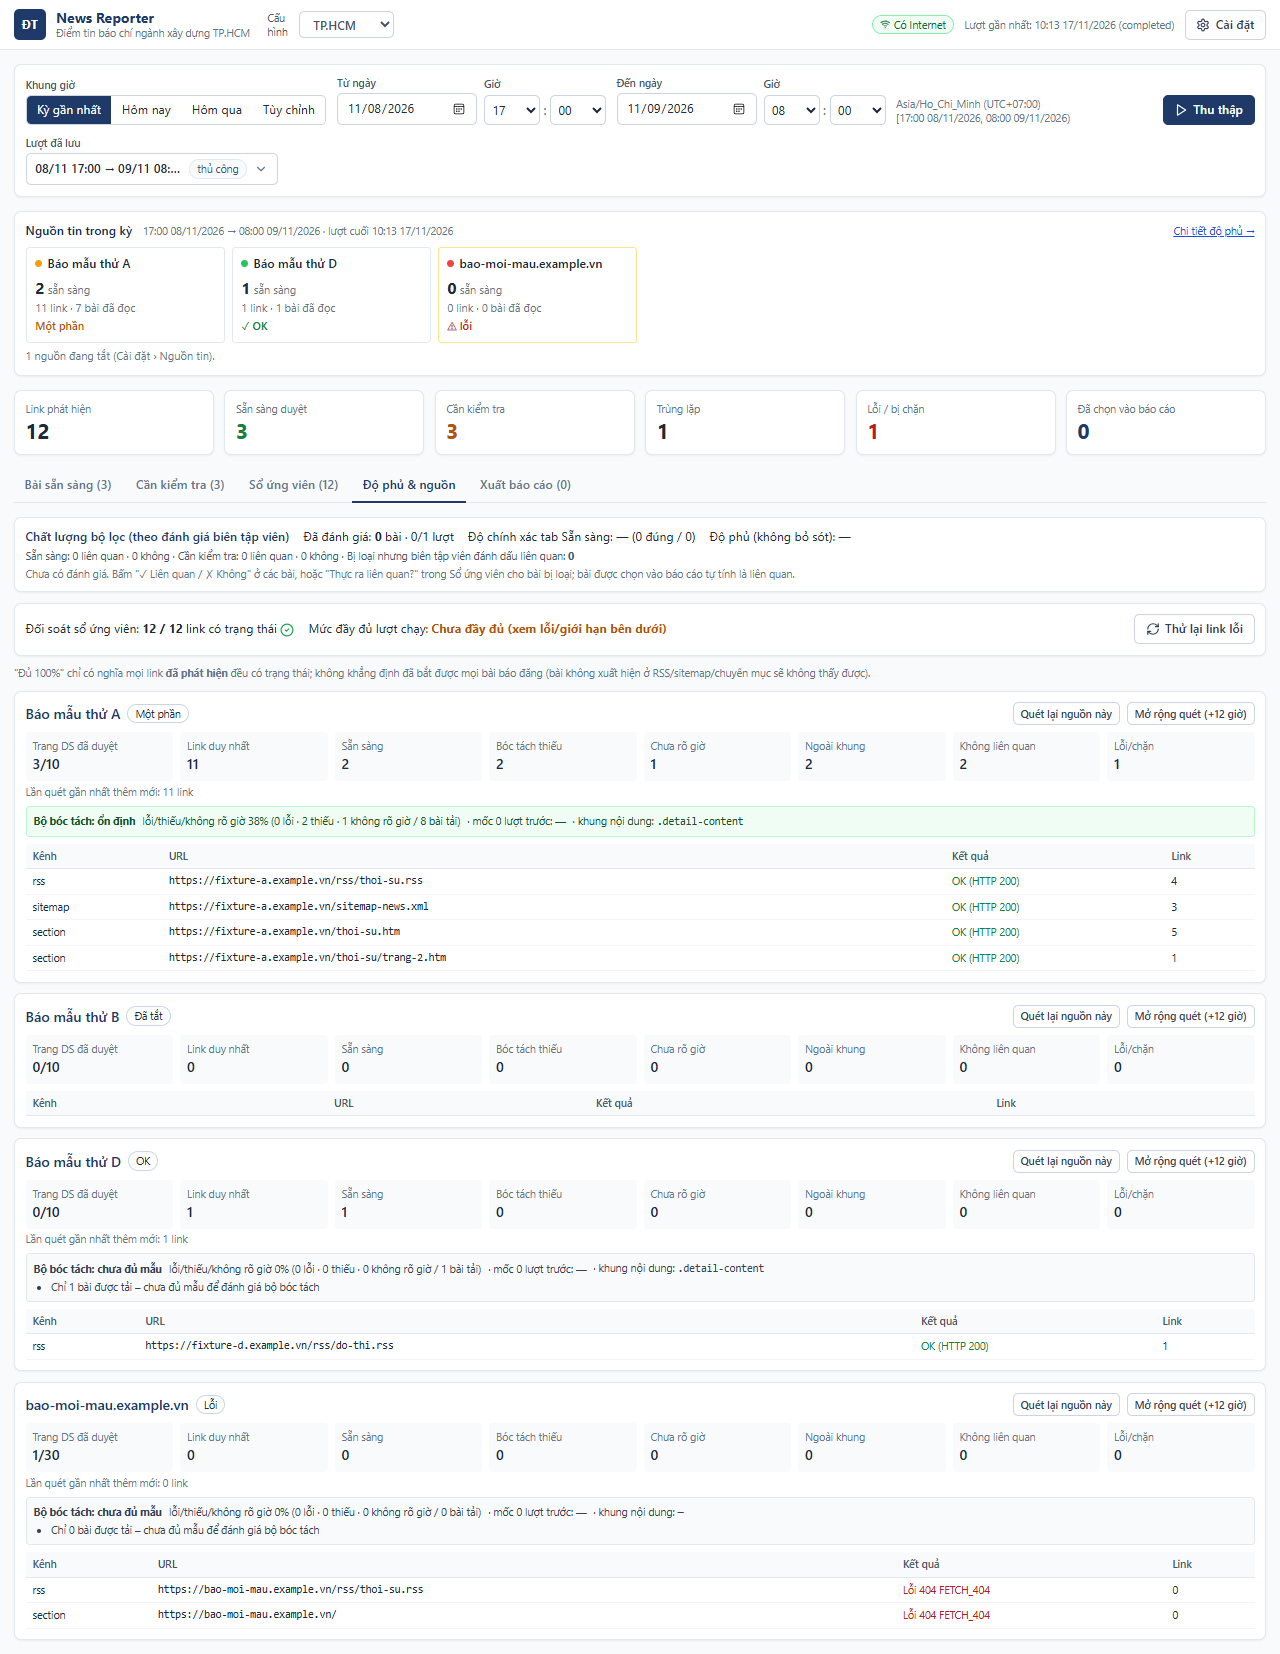 ĐT
News Reporter
Điểm tin báo chí ngành xây dựng TP.HCM
Cấu hình
TP.HCM
Có Internet
Lượt gần nhất: 10:13 17/11/2026 (completed)
Cài đặt
Khung giờ
Kỳ gần nhất
Hôm nay
Hôm qua
Tùy chỉnh
Từ ngày
11/08/2026
Giờ
17 : 00
Đến ngày
11/09/2026
Giờ
08 : 00
Asia/Ho_Chi_Minh (UTC+07:00)
[17:00 08/11/2026, 08:00 09/11/2026)
Thu thập
Lượt đã lưu
08/11 17:00 → 09/11 08:... thủ công
Nguồn tin trong kỳ 17:00 08/11/2026 → 08:00 09/11/2026 · lượt cuối 10:13 17/11/2026
Chi tiết độ phủ →
Báo mẫu thử A
2 sẵn sàng
11 link · 7 bài đã đọc
Một phần
Báo mẫu thử D
1 sẵn sàng
1 link · 1 bài đã đọc
✓ OK
bao-moi-mau.example.vn
0 sẵn sàng
0 link · 0 bài đã đọc
⚠ lỗi
1 nguồn đang tắt (Cài đặt › Nguồn tin).
Link phát hiện
12
Sẵn sàng duyệt
3
Cần kiểm tra
3
Trùng lặp
1
Lỗi / bị chặn
1
Đã chọn vào báo cáo
0
Bài sẵn sàng (3)
Cần kiểm tra (3)
Sổ ứng viên (12)
Độ phủ & nguồn
Xuất báo cáo (0)
Chất lượng bộ lọc (theo đánh giá biên tập viên) Đã đánh giá: 0 bài · 0/1 lượt Độ chính xác tab Sẵn sàng: — (0 đúng / 0) Độ phủ (không bỏ sót): —
Sẵn sàng: 0 liên quan · 0 không · Cần kiểm tra: 0 liên quan · 0 không · Bị loại nhưng biên tập viên đánh dấu liên quan: 0
Chưa có đánh giá. Bấm "✓ Liên quan / ✗ Không" ở các bài, hoặc "Thực ra liên quan?" trong Sổ ứng viên cho bài bị loại; bài được chọn vào báo cáo tự tính là liên quan.
Đối soát sổ ứng viên: 12 / 12 link có trạng thái Mức đầy đủ lượt chạy: Chưa đầy đủ (xem lỗi/giới hạn bên dưới)
Thử lại link lỗi
"Đủ 100%" chỉ có nghĩa mọi link đã phát hiện đều có trạng thái; không khẳng định đã bắt được mọi bài báo đăng (bài không xuất hiện ở RSS/sitemap/chuyên mục sẽ không thấy được).
Báo mẫu thử A Một phần
Quét lại nguồn này
Mở rộng quét (+12 giờ)
Trang DS đã duyệt Link duy nhất Sẵn sàng Bóc tách thiếu Chưa rõ giờ Ngoài khung Không liên quan Lỗi/chặn
3/10 11 2 2 1 2 2 1
Lần quét gần nhất thêm mới: 11 link
Bộ bóc tách: ổn định lỗi/thiếu/không rõ giờ 38% (0 lỗi · 2 thiếu · 1 không rõ giờ / 8 bài tải) · mốc 0 lượt trước: — · khung nội dung: .detail-content
Kênh URL Kết quả Link
rss https://fixture-a.example.vn/rss/thoi-su.rss OK (HTTP 200) 4
sitemap https://fixture-a.example.vn/sitemap-news.xml OK (HTTP 200) 3
section https://fixture-a.example.vn/thoi-su.htm OK (HTTP 200) 5
section https://fixture-a.example.vn/thoi-su/trang-2.htm OK (HTTP 200) 1
Báo mẫu thử B Đã tắt
Quét lại nguồn này
Mở rộng quét (+12 giờ)
Trang DS đã duyệt Link duy nhất Sẵn sàng Bóc tách thiếu Chưa rõ giờ Ngoài khung Không liên quan Lỗi/chặn
0/10 0 0 0 0 0 0 0
Kênh URL Kết quả Link
Báo mẫu thử D OK
Quét lại nguồn này
Mở rộng quét (+12 giờ)
Trang DS đã duyệt Link duy nhất Sẵn sàng Bóc tách thiếu Chưa rõ giờ Ngoài khung Không liên quan Lỗi/chặn
0/10 1 1 0 0 0 0 0
Lần quét gần nhất thêm mới: 1 link
Bộ bóc tách: chưa đủ mẫu lỗi/thiếu/không rõ giờ 0% (0 lỗi · 0 thiếu · 0 không rõ giờ / 1 bài tải) · mốc 0 lượt trước: — · khung nội dung: .detail-content
• Chỉ 1 bài được tải – chưa đủ mẫu để đánh giá bộ bóc tách
Kênh URL Kết quả Link
rss https://fixture-d.example.vn/rss/do-thi.rss OK (HTTP 200) 1
bao-moi-mau.example.vn Lỗi
Quét lại nguồn này
Mở rộng quét (+12 giờ)
Trang DS đã duyệt Link duy nhất Sẵn sàng Bóc tách thiếu Chưa rõ giờ Ngoài khung Không liên quan Lỗi/chặn
1/30 0 0 0 0 0 0 0
Lần quét gần nhất thêm mới: 0 link
Bộ bóc tách: chưa đủ mẫu lỗi/thiếu/không rõ giờ 0% (0 lỗi · 0 thiếu · 0 không rõ giờ / 0 bài tải) · mốc 0 lượt trước: — · khung nội dung: —
• Chỉ 0 bài được tải – chưa đủ mẫu để đánh giá bộ bóc tách
Kênh URL Kết quả Link
rss https://bao-moi-mau.example.vn/rss/thoi-su.rss Lỗi 404 FETCH_404 0
section https://bao-moi-mau.example.vn/ Lỗi 404 FETCH_404 0